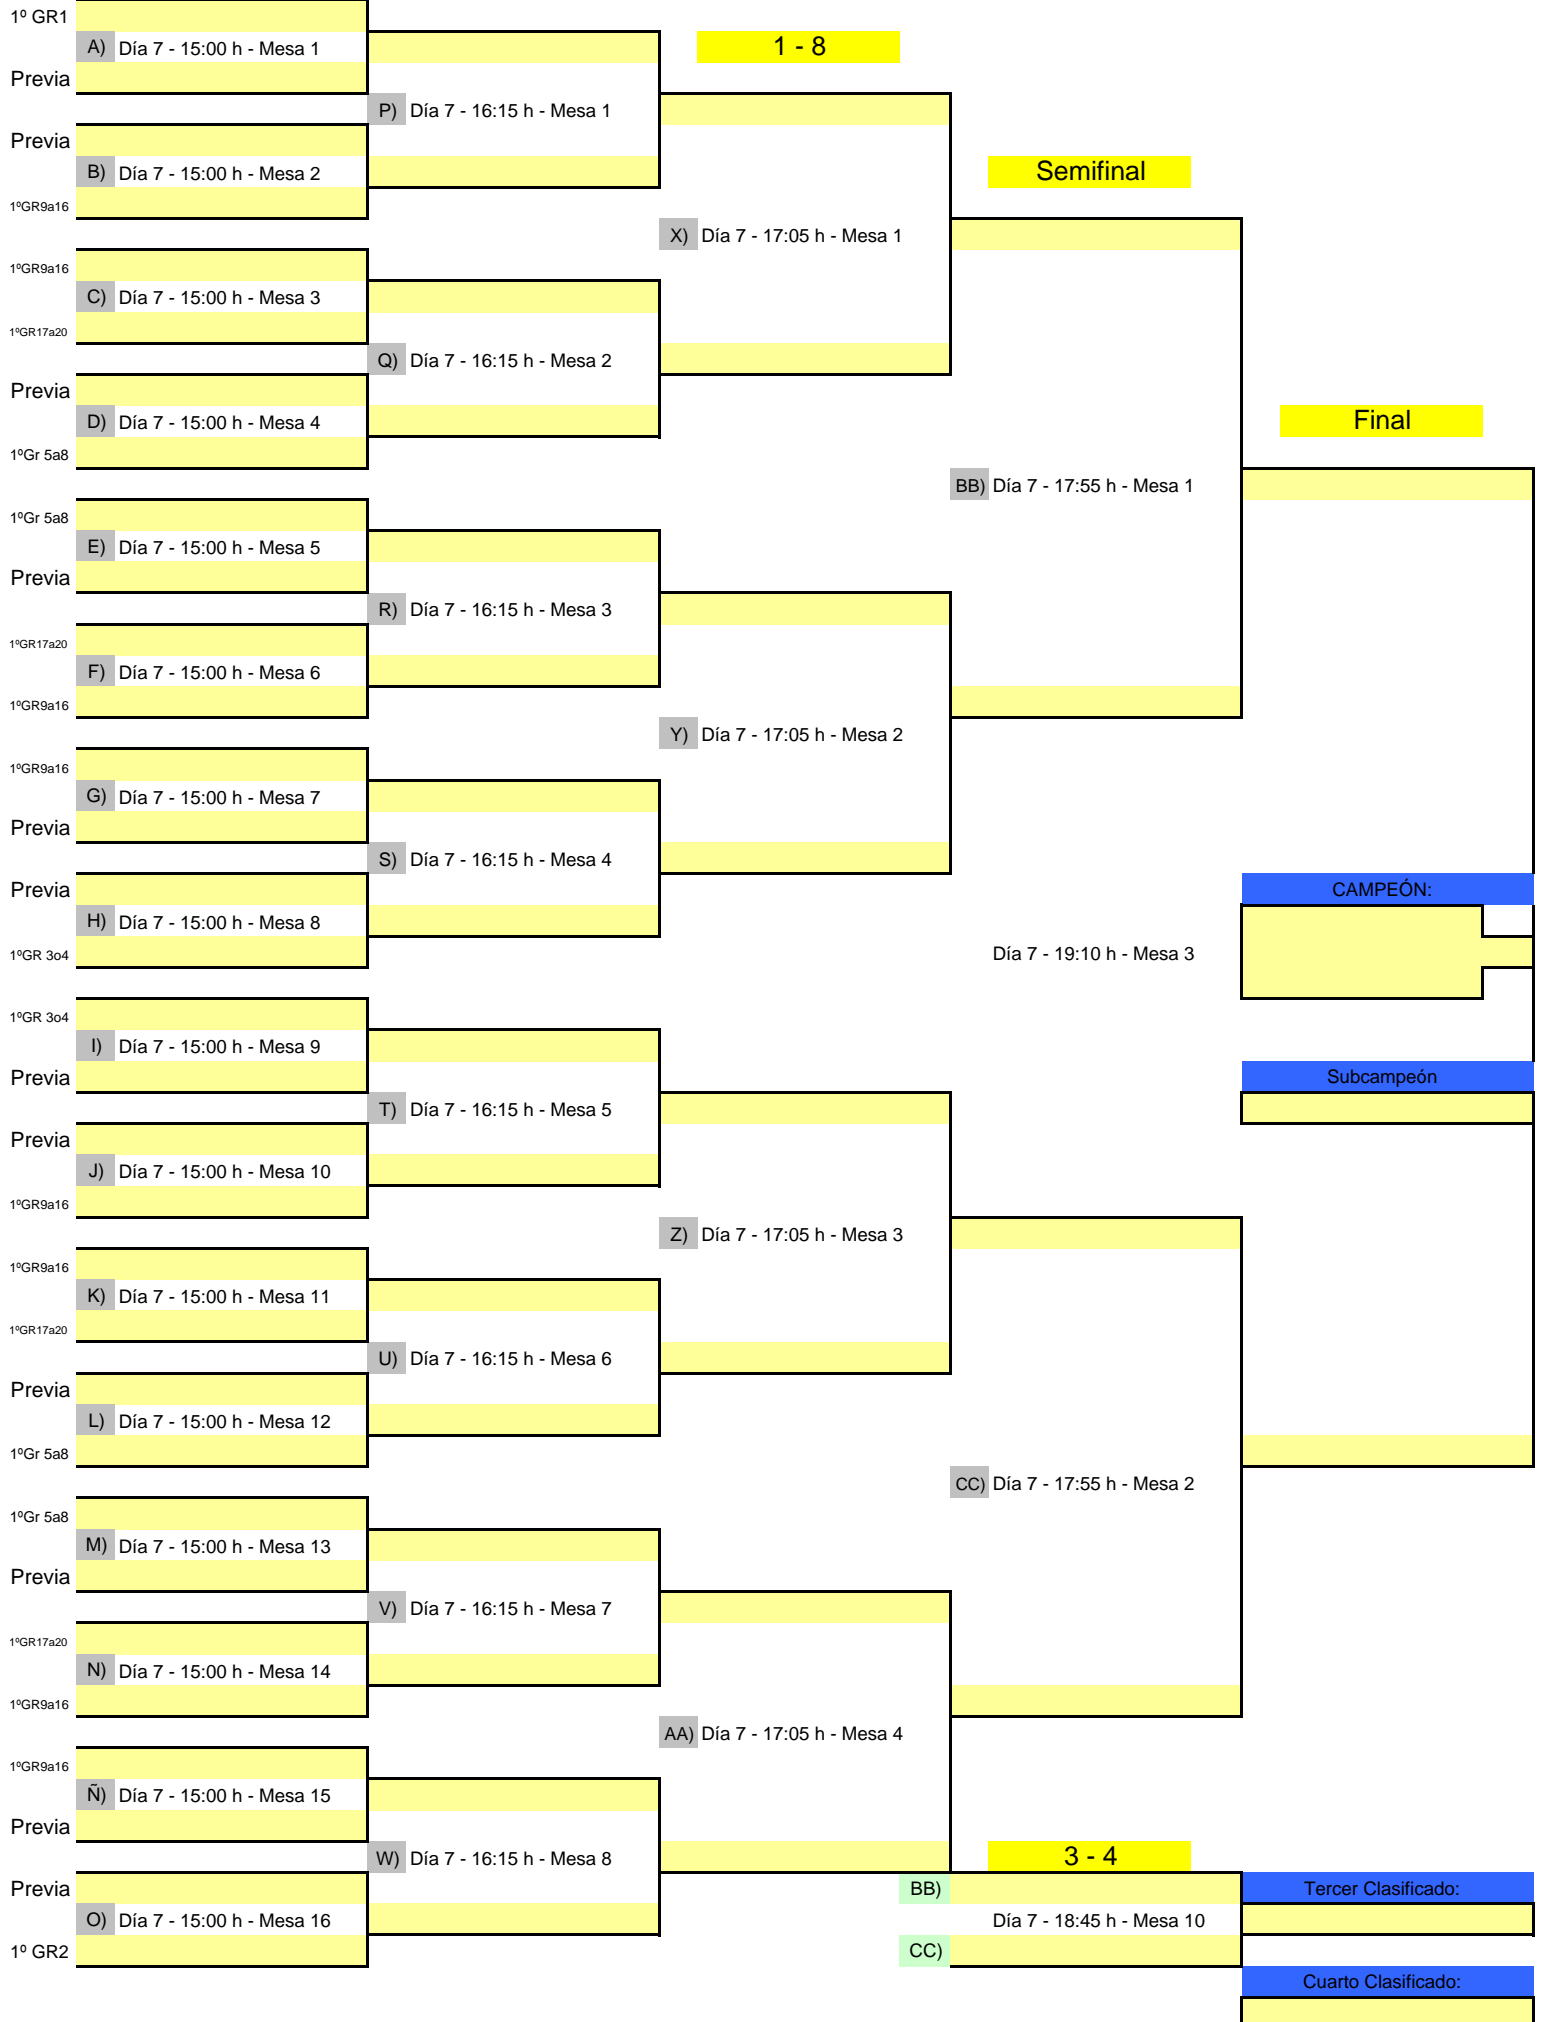 1º GR1
A) Día 7 - 15:00 h - Mesa 1
1 - 8
Previa
P) Día 7 - 16:15 h - Mesa 1
Previa
B) Día 7 - 15:00 h - Mesa 2
Semifinal
1ºGR9a16
X) Día 7 - 17:05 h - Mesa 1
1ºGR9a16
C) Día 7 - 15:00 h - Mesa 3
1ºGR17a20
Q) Día 7 - 16:15 h - Mesa 2
Previa
D) Día 7 - 15:00 h - Mesa 4
Final
1ºGr 5a8
BB) Día 7 - 17:55 h - Mesa 1
1ºGr 5a8
E) Día 7 - 15:00 h - Mesa 5
Previa
R) Día 7 - 16:15 h - Mesa 3
1ºGR17a20
F) Día 7 - 15:00 h - Mesa 6
1ºGR9a16
Y) Día 7 - 17:05 h - Mesa 2
1ºGR9a16
G) Día 7 - 15:00 h - Mesa 7
Previa
S) Día 7 - 16:15 h - Mesa 4
Previa
CAMPEÓN:
H) Día 7 - 15:00 h - Mesa 8
1ºGR 3o4
Día 7 - 19:10 h - Mesa 3
1ºGR 3o4
I) Día 7 - 15:00 h - Mesa 9
Previa
Subcampeón
T) Día 7 - 16:15 h - Mesa 5
Previa
J) Día 7 - 15:00 h - Mesa 10
1ºGR9a16
Z) Día 7 - 17:05 h - Mesa 3
1ºGR9a16
K) Día 7 - 15:00 h - Mesa 11
1ºGR17a20
U) Día 7 - 16:15 h - Mesa 6
Previa
L) Día 7 - 15:00 h - Mesa 12
1ºGr 5a8
CC) Día 7 - 17:55 h - Mesa 2
1ºGr 5a8
M) Día 7 - 15:00 h - Mesa 13
Previa
V) Día 7 - 16:15 h - Mesa 7
1ºGR17a20
N) Día 7 - 15:00 h - Mesa 14
1ºGR9a16
AA) Día 7 - 17:05 h - Mesa 4
1ºGR9a16
Ñ) Día 7 - 15:00 h - Mesa 15
Previa
W) Día 7 - 16:15 h - Mesa 8
3 - 4
Previa
BB)
Tercer Clasificado:
O) Día 7 - 15:00 h - Mesa 16
Día 7 - 18:45 h - Mesa 10
1º GR2
CC)
Cuarto Clasificado: